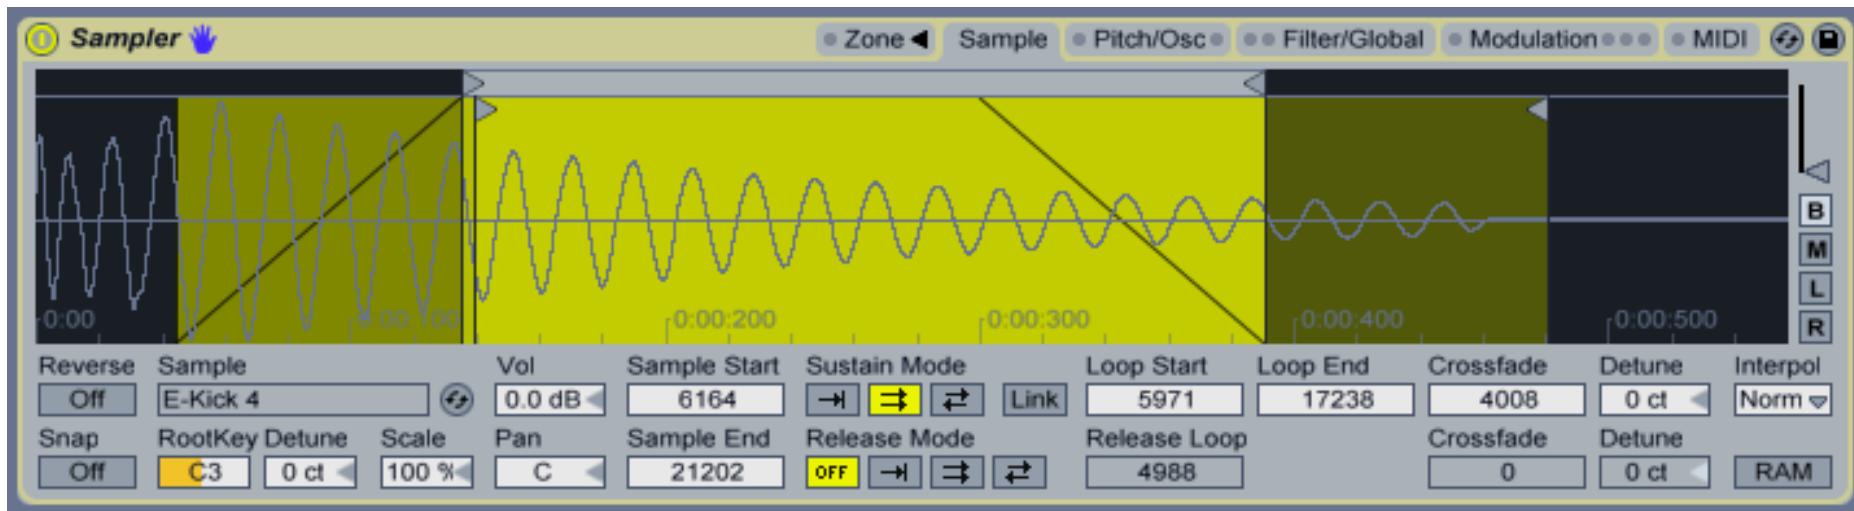 Sampler Zone Sample Pitch/Osc Filter/Global Modulation MIDI
B
M
L
R
0:00 0:00:100 0:00:200 0:00:300 0:00:400 0:00:500
Reverse Sample Vol Sample Start Sustain Mode Loop Start Loop End Crossfade Detune Interpol
Off E-Kick 4 0.0 dB 6164 Link 5971 17238 4008 0 ct Norm
Snap RootKey Detune Scale Pan Sample End Release Mode Release Loop Crossfade Detune
Off C3 0 ct 100 % C 21202 OFF 4988 0 0 ct RAM